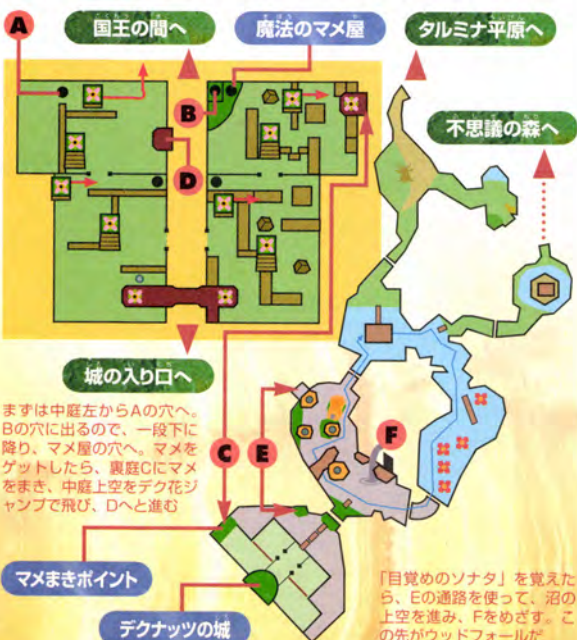 A
国王の間へ
魔法のマメ屋
タルミナ平原へ
不思議の森へ
B
D
城の入り口へ
まずは中庭左からAの穴へ。
Bの穴に出るので、一段下に
降り、マメ屋の穴へ。マメを
ゲットしたら、裏庭Cにマメ
をまき、中庭上空をデク花ジ
ャンプで飛び、Dへと進む
C
E
F
マメまきポイント
デクナッツの城
「目覚めのソナタ」を覚えた
ら、Eの通路を使って、沼の
上空を進み、Fをめざす。こ
の先がウッドフォールだ